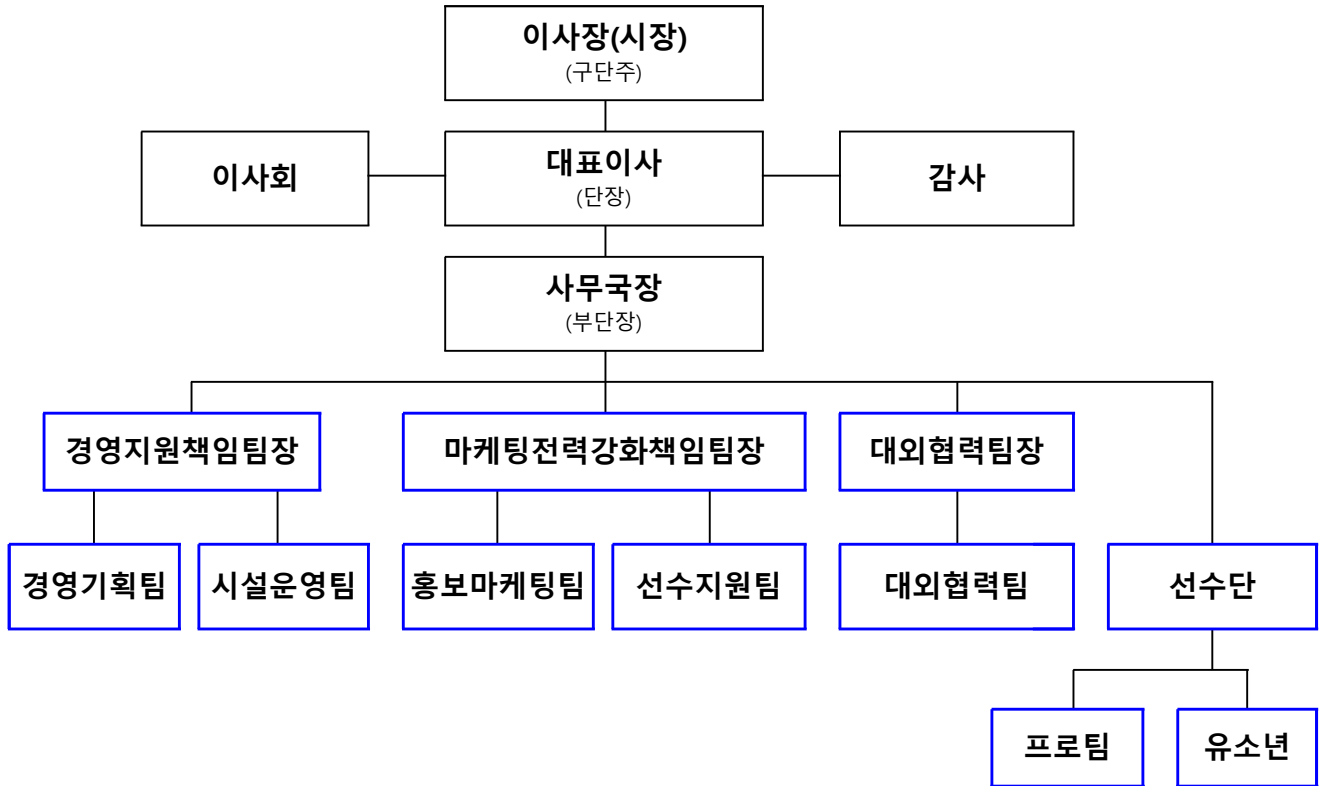 이사장(시장)
(구단주)
이사회
대표이사
(단장)
감사
사무국장
(부단장)
경영지원책임팀장
마케팅전력강화책임팀장
대외협력팀장
경영기획팀
시설운영팀
홍보마케팅팀
선수지원팀
대외협력팀
선수단
프로팀
유소년